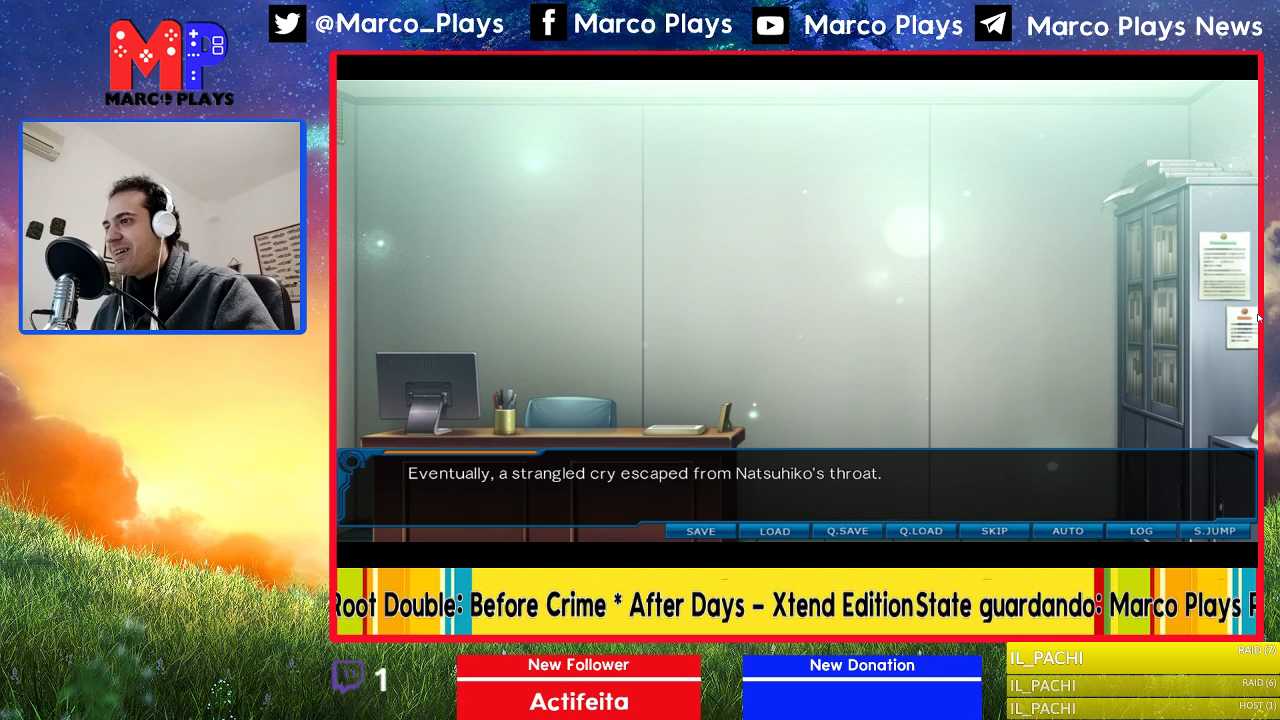 @Marco_Plays
Marco Plays
Marco Plays
Marco Plays News
MP
MARCO PLAYS
Eventually, a strangled cry escaped from Natsuhiko's throat.
SAVE LOAD Q.SAVE Q.LOAD SKIP AUTO LOG S.JUMP
Root Double: Before Crime * After Days - Xtend Edition State guardando: Marco Plays
1
New Follower
Actifeita
New Donation
IL_PACHI RAID (7)
IL_PACHI RAID (6)
IL_PACHI HOST (1)